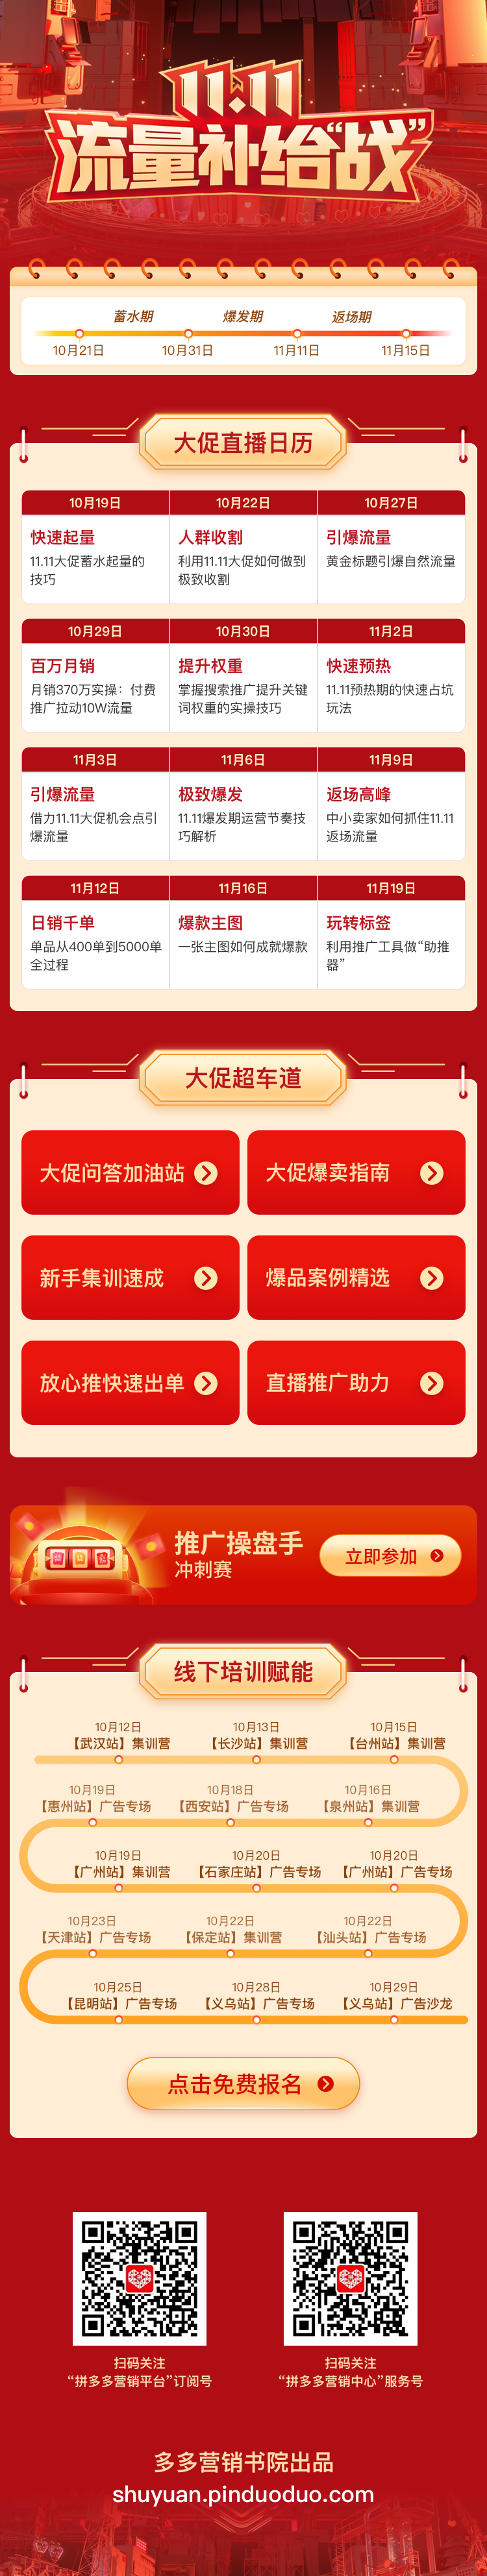 11.11
流量补给“战”
蓄水期 爆发期 返场期
10月21日 10月31日 11月11日 11月15日
大促直播日历
10月19日 10月22日 10月27日
快速起量 人群收割 引爆流量
11.11大促蓄水起量的 利用11.11大促如何做到 黄金标题引爆自然流量
技巧 极致收割
10月29日 10月30日 11月2日
百万月销 提升权重 快速预热
月销370万实操：付费 掌握搜索推广提升关键 11.11预热期的快速占坑
推广拉动10W流量 词权重的实操技巧 玩法
11月3日 11月6日 11月9日
引爆流量 极致爆发 返场高峰
借力11.11大促机会点引 11.11爆发期运营节奏技 中小卖家如何抓住11.11
爆流量 巧解析 返场流量
11月12日 11月16日 11月19日
日销千单 爆款主图 玩转标签
单品从400单到5000单 一张主图如何成就爆款 利用推广工具做“助推
全过程 器”
大促超车道
大促问答加油站 大促爆卖指南
新手集训速成 爆品案例精选
放心推快速出单 直播推广助力
推广操盘手
冲刺赛
立即参加
线下培训赋能
10月12日 10月13日 10月15日
【武汉站】集训营 【长沙站】集训营 【台州站】集训营
10月19日 10月18日 10月16日
【惠州站】广告专场 【西安站】广告专场 【泉州站】集训营
10月19日 10月20日 10月20日
【广州站】集训营 【石家庄站】广告专场 【广州站】广告专场
10月23日 10月22日 10月22日
【天津站】广告专场 【保定站】集训营 【汕头站】广告专场
10月25日 10月28日 10月29日
【昆明站】广告专场 【义乌站】广告专场 【义乌站】广告沙龙
点击免费报名
扫码关注 扫码关注
“拼多多营销平台”订阅号 “拼多多营销中心”服务号
多多营销书院出品
shuyuan.pinduoduo.com